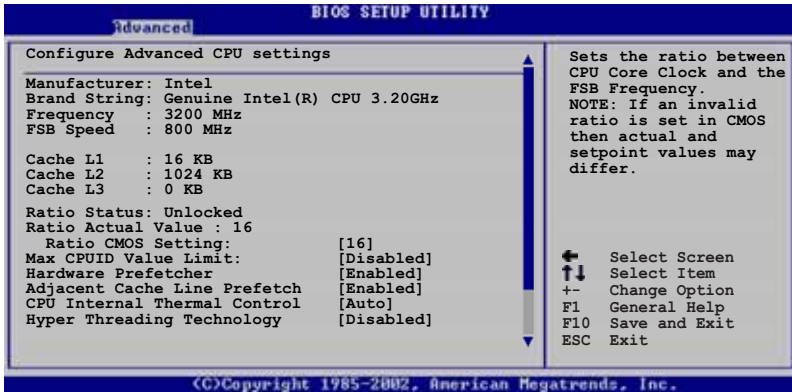 BIOS SETUP UTILITY
Advanced
Configure Advanced CPU settings
Manufacturer: Intel
Brand String: Genuine Intel(R) CPU 3.20GHz
Frequency : 3200 MHz
FSB Speed : 800 MHz
Cache L1 : 16 KB
Cache L2 : 1024 KB
Cache L3 : 0 KB
Ratio Status: Unlocked
Ratio Actual Value : 16
Ratio CMOS Setting: [16]
Max CPUID Value Limit: [Disabled]
Hardware Prefetcher [Enabled]
Adjacent Cache Line Prefetch [Enabled]
CPU Internal Thermal Control [Auto]
Hyper Threading Technology [Disabled]
Sets the ratio between
CPU Core Clock and the
FSB Frequency.
NOTE: If an invalid
ratio is set in CMOS
then actual and
setpoint values may
differ.
← Select Screen
↑↓ Select Item
+- Change Option
F1 General Help
F10 Save and Exit
ESC Exit
(C)Copyright 1985-2002, American Megatrends, Inc.